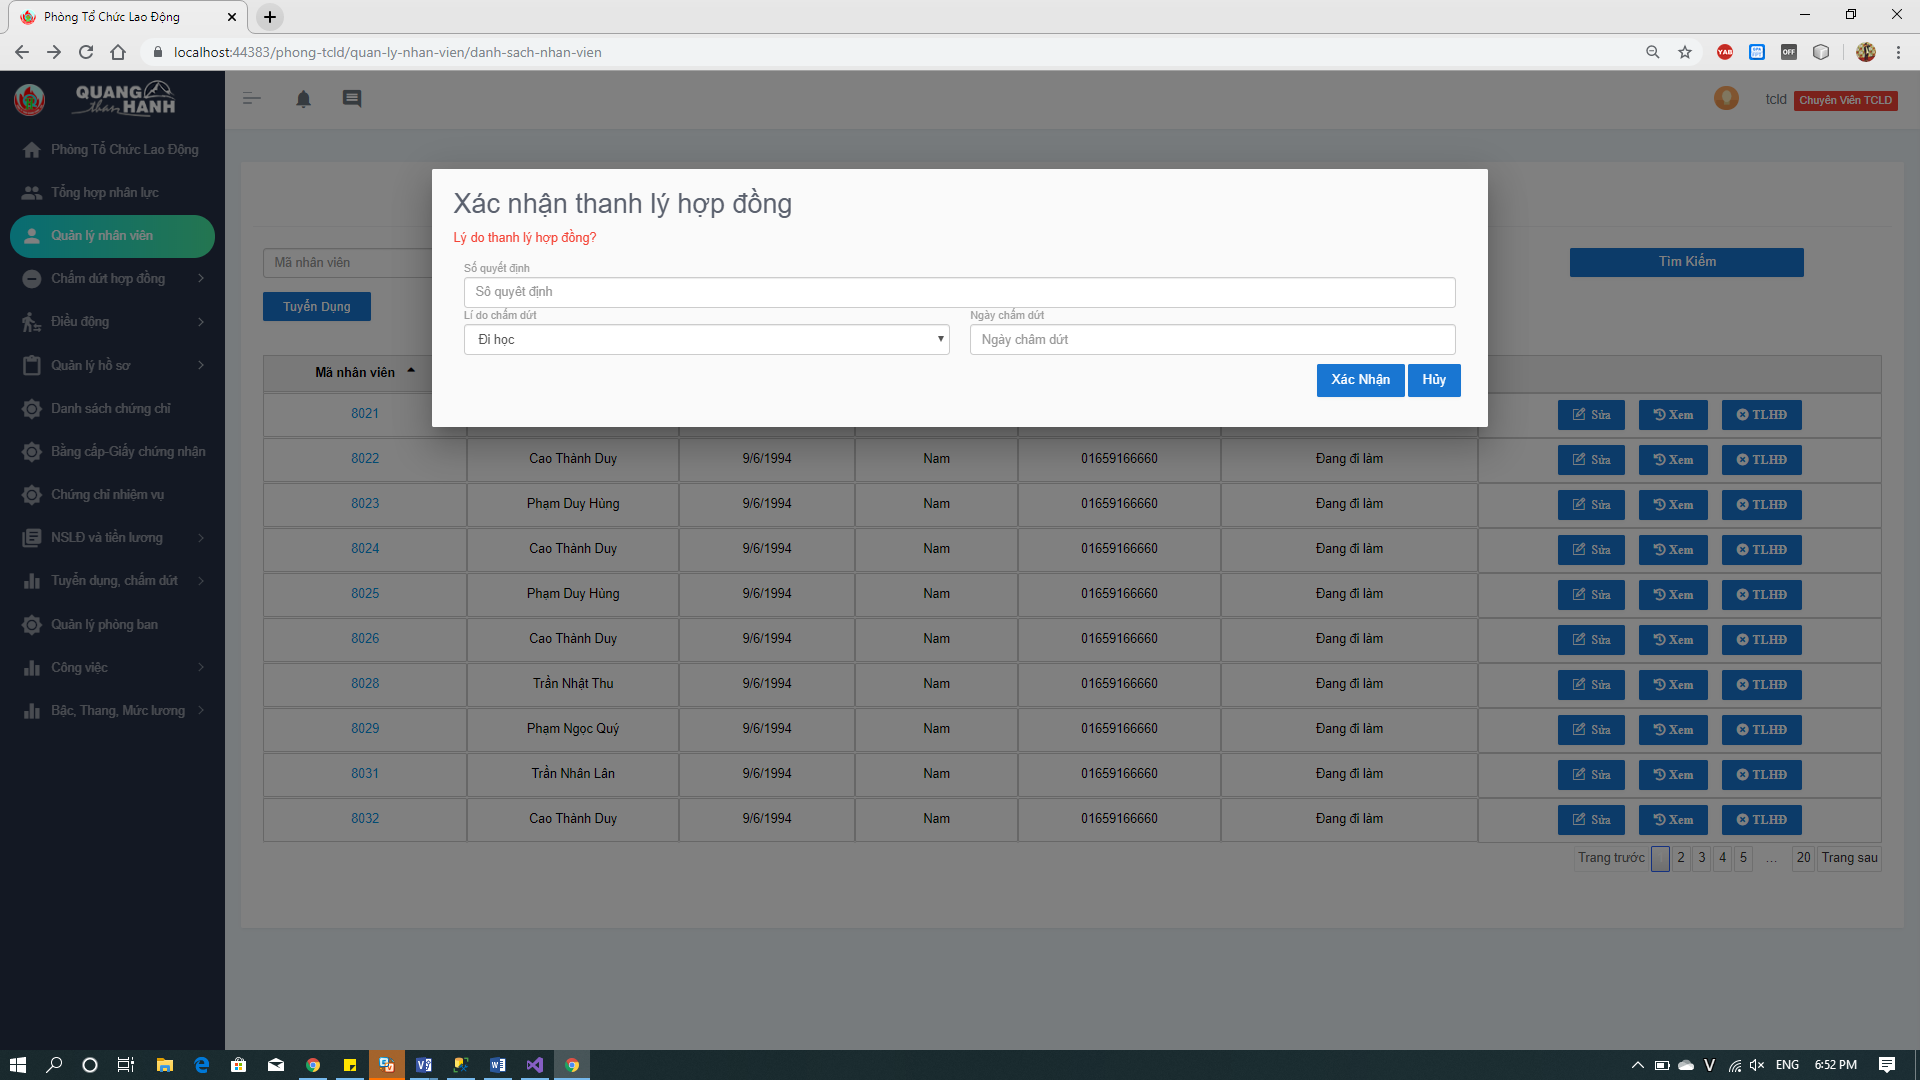 Phòng Tổ Chức Lao Động
localhost:44383/phong-tcld/quan-ly-nhan-vien/danh-sach-nhan-vien
QUANG HANH
than
tcld Chuyên Viên TCLD
Phòng Tổ Chức Lao Động
Tổng hợp nhân lực
Quản lý nhân viên
Chấm dứt hợp đồng
Điều động
Quản lý hồ sơ
Danh sách chứng chỉ
Bằng cấp-Giấy chứng nhận
Chứng chỉ nhiệm vụ
NSLĐ và tiền lương
Tuyển dụng, chấm dứt
Quản lý phòng ban
Công việc
Bậc, Thang, Mức lương
Xác nhận thanh lý hợp đồng
Lý do thanh lý hợp đồng?
Số quyết định
Số quyết định
Lí do chấm dứt
Đi học
Ngày chấm dứt
Ngày chấm dứt
Xác Nhận Hủy
Mã nhân viên
Tìm Kiếm
Tuyển Dụng
Mã nhân viên
8021 Sửa Xem TLHĐ
8022 Cao Thành Duy 9/6/1994 Nam 01659166660 Đang đi làm Sửa Xem TLHĐ
8023 Phạm Duy Hùng 9/6/1994 Nam 01659166660 Đang đi làm Sửa Xem TLHĐ
8024 Cao Thành Duy 9/6/1994 Nam 01659166660 Đang đi làm Sửa Xem TLHĐ
8025 Phạm Duy Hùng 9/6/1994 Nam 01659166660 Đang đi làm Sửa Xem TLHĐ
8026 Cao Thành Duy 9/6/1994 Nam 01659166660 Đang đi làm Sửa Xem TLHĐ
8028 Trần Nhật Thu 9/6/1994 Nam 01659166660 Đang đi làm Sửa Xem TLHĐ
8029 Phạm Ngọc Quý 9/6/1994 Nam 01659166660 Đang đi làm Sửa Xem TLHĐ
8031 Trần Nhân Lân 9/6/1994 Nam 01659166660 Đang đi làm Sửa Xem TLHĐ
8032 Cao Thành Duy 9/6/1994 Nam 01659166660 Đang đi làm Sửa Xem TLHĐ
Trang trước 2 3 4 5 … 20 Trang sau
ENG 6:52 PM